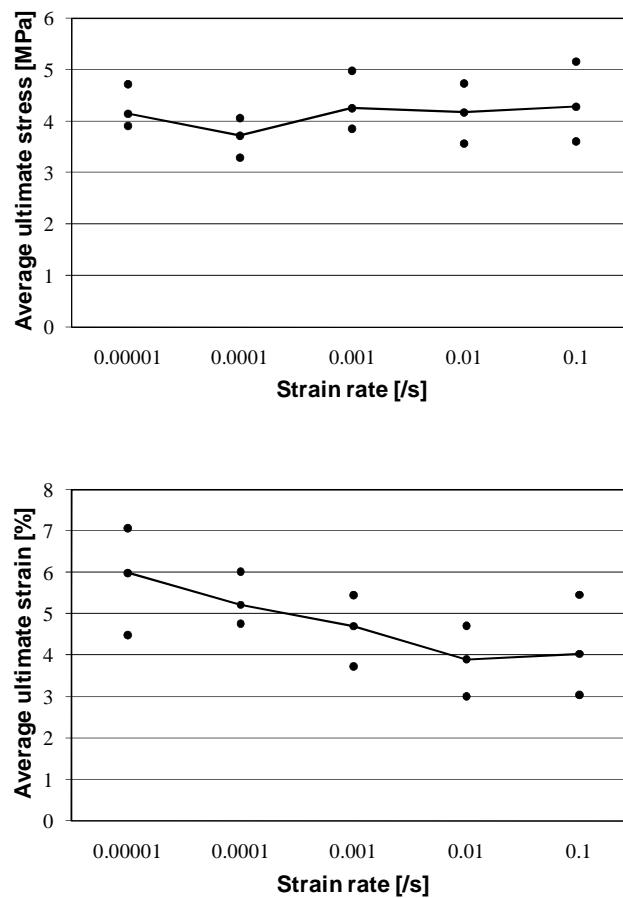 Average ultimate stress [MPa]
6
5
4
3
2
1
0
0.00001 0.0001 0.001 0.01 0.1
Strain rate [/s]
Average ultimate strain [%]
8
7
6
5
4
3
2
1
0
0.00001 0.0001 0.001 0.01 0.1
Strain rate [/s]